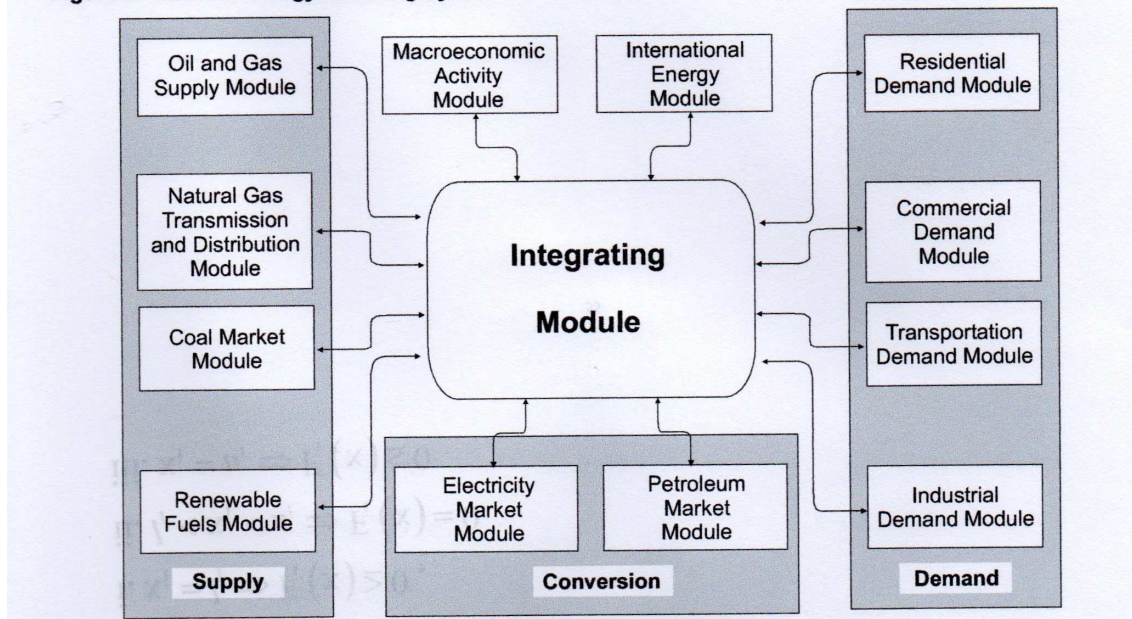 Oil and Gas
Supply Module
Natural Gas
Transmission
and Distribution
Module
Coal Market
Module
Renewable
Fuels Module
Supply
Macroeconomic
Activity
Module
International
Energy
Module
Integrating
Module
Electricity
Market
Module
Petroleum
Market
Module
Conversion
Residential
Demand Module
Commercial
Demand
Module
Transportation
Demand Module
Industrial
Demand Module
Demand